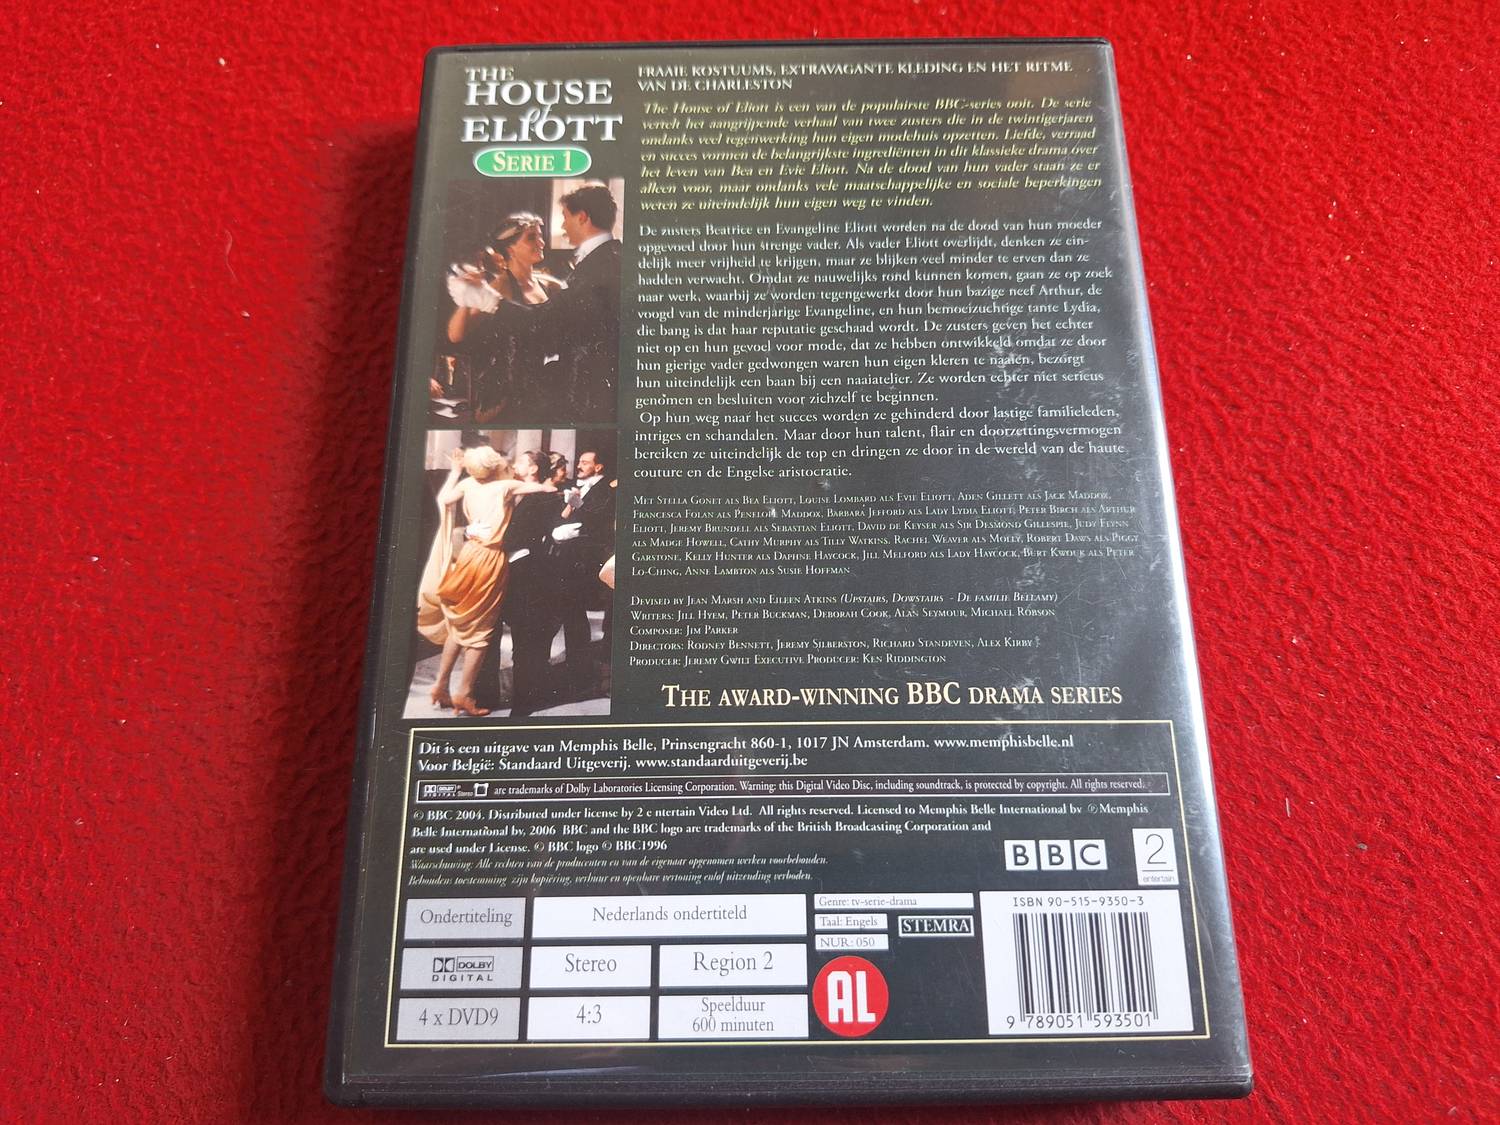 THE
HOUSE
of
ELIOTT
SERIE 1
FRAAIE KOSTUUMS, EXTRAVAGANTE KLEDING EN HET RITME
VAN DE CHARLESTON
The House of Eliott is een van de populairste BBC-series ooit. De serie
vertelt het aangrijpende verhaal van twee zusters die in de twintigerjaren
ondanks veel tegenwerking hun eigen modehuis opzetten. Liefde, verraad
en succes vormen de belangrijkste ingrediënten in dit klassieke drama over
het leven van Bea en Evie Eliott. Na de dood van hun vader staan ze er
alleen voor, maar ondanks vele maatschappelijke en sociale beperkingen
weten ze uiteindelijk hun eigen weg te vinden.
De zusters Beatrice en Evangeline Eliott worden na de dood van hun moeder
opgevoed door hun strenge vader. Als vader Eliott overlijdt, denken ze ein-
delijk meer vrijheid te krijgen, maar ze blijken veel minder te erven dan ze
hadden verwacht. Omdat ze nauwelijks rond kunnen komen, gaan ze op zoek
naar werk, waarbij ze worden tegengewerkt door hun bazige neef Arthur, de
voogd van de minderjarige Evangeline, en hun bemoeizuchtige tante Lydia,
die bang is dat haar reputatie geschaad wordt. De zusters geven het echter
niet op en hun gevoel voor mode, dat ze hebben ontwikkeld omdat ze door
hun gierige vader gedwongen waren hun eigen kleren te naaien, bezorgt
hun uiteindelijk een baan bij een naaiatelier. Ze worden echter niet serieus
genomen en besluiten voor zichzelf te beginnen.
Op hun weg naar het succes worden ze gehinderd door lastige familieleden,
intriges en schandalen. Maar door hun talent, flair en doorzettingsvermogen
bereiken ze uiteindelijk de top en dringen ze door in de wereld van de haute
couture en de Engelse aristocratie.
MET STELLA GONET ALS BEA ELIOTT, LOUISE LOMBARD ALS EVIE ELIOTT, ADEN GILLETT ALS JACK MADDOX,
FRANCESCA FOLAN ALS PENELOPE MADDOX, BARBARA JEFFORD ALS LADY LYDIA ELIOTT, PETER BIRCH ALS ARTHUR
ELIOTT, JEREMY BRUNDELL ALS SEBASTIAN ELIOTT, DAVID DE KEYSER ALS SIR DESMOND GILLESPIE, JUDY FLYNN
ALS MADGE HOWELL, CATHY MURPHY ALS TILLY WATKINS, RACHEL WEAVER ALS MOLLY, ROBERT DAWS ALS PIGGY
GARSTONE, KELLY HUNTER ALS DAPHNE HAYCOCK, JILL MELFORD ALS LADY HAYCOCK, BURT KWOUK ALS PETER
LO-CHING, ANNE LAMBTON ALS SUSIE HOFFMAN
DEVISED BY JEAN MARSH AND EILEEN ATKINS (UPSTAIRS, DOWSTAIRS - DE FAMILIE BELLAMY)
WRITERS: JILL HYEM, PETER BUCKMAN, DEBORAH COOK, ALAN SEYMOUR, MICHAEL ROBSON
COMPOSER: JIM PARKER
DIRECTORS: RODNEY BENNETT, JEREMY SILBERSTON, RICHARD STANDEVEN, ALEX KIRBY
PRODUCER: JEREMY GWILT EXECUTIVE PRODUCER: KEN RIDDINGTON
THE AWARD-WINNING BBC DRAMA SERIES
Dit is een uitgave van Memphis Belle, Prinsengracht 860-1, 1017 JN Amsterdam. www.memphisbelle.nl
Voor België: Standaard Uitgeverij. www.standaarduitgeverij.be
DOLBY DIGITAL Stereo are trademarks of Dolby Laboratories Licensing Corporation. Warning: this Digital Video Disc, including soundtrack, is protected by copyright. All rights reserved.
© BBC 2004. Distributed under license by 2 e ntertain Video Ltd. All rights reserved. Licensed to Memphis Belle International bv ℗ Memphis
Belle International bv, 2006 BBC and the BBC logo are trademarks of the British Broadcasting Corporation and
are used under License. © BBC logo © BBC1996
Waarschuwing: Alle rechten van de producenten en van de eigenaar opgenomen werken voorbehouden.
Behoudens toestemming zijn kopiëring, verhuur en openbare vertoning en/of uitzending verboden.
BBC
2
entertain
Ondertiteling
Nederlands ondertiteld
DOLBY
DIGITAL
Stereo
Region 2
4 x DVD9
4:3
Speelduur
600 minuten
Genre: tv-serie-drama
Taal: Engels
NUR: 050
STEMRA
AL
ISBN 90-515-9350-3
9 789051 593501